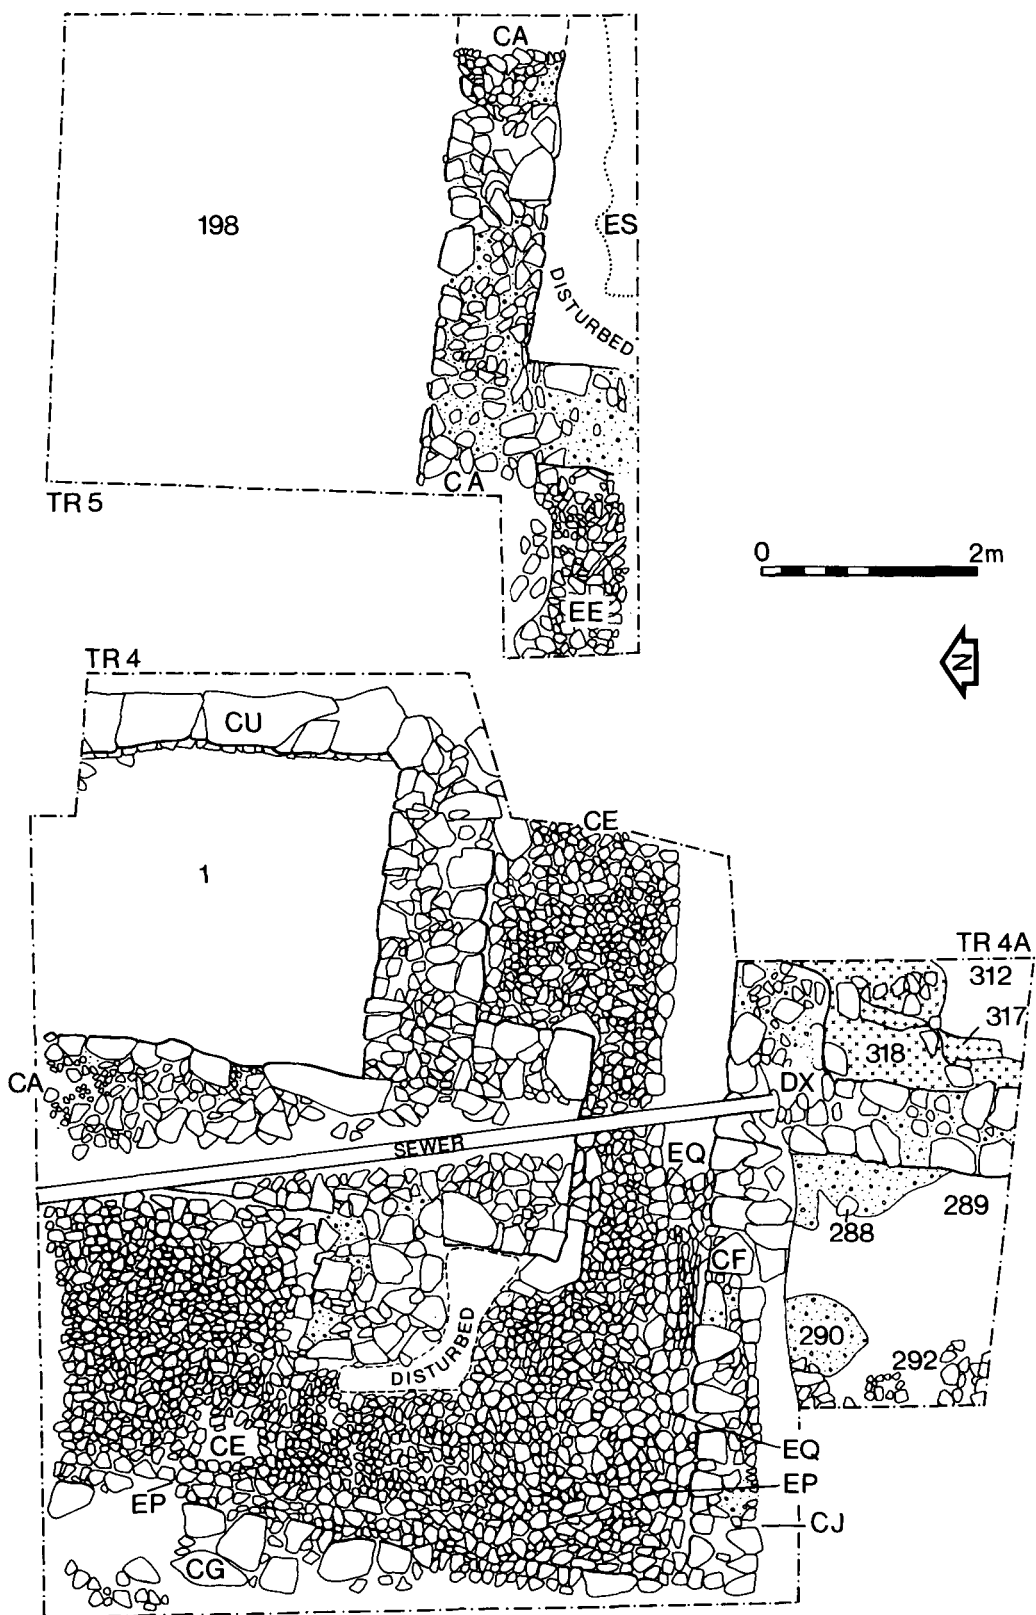 CA
198
ES
DISTURBED
CA
TR 5
0 2m
EE
N
TR 4
CU
CE
1
TR 4A
312
317
318
CA
DX
SEWER
EQ
289
288
CF
290
DISTURBED
292
CE
EQ
EP
EP
CJ
CG